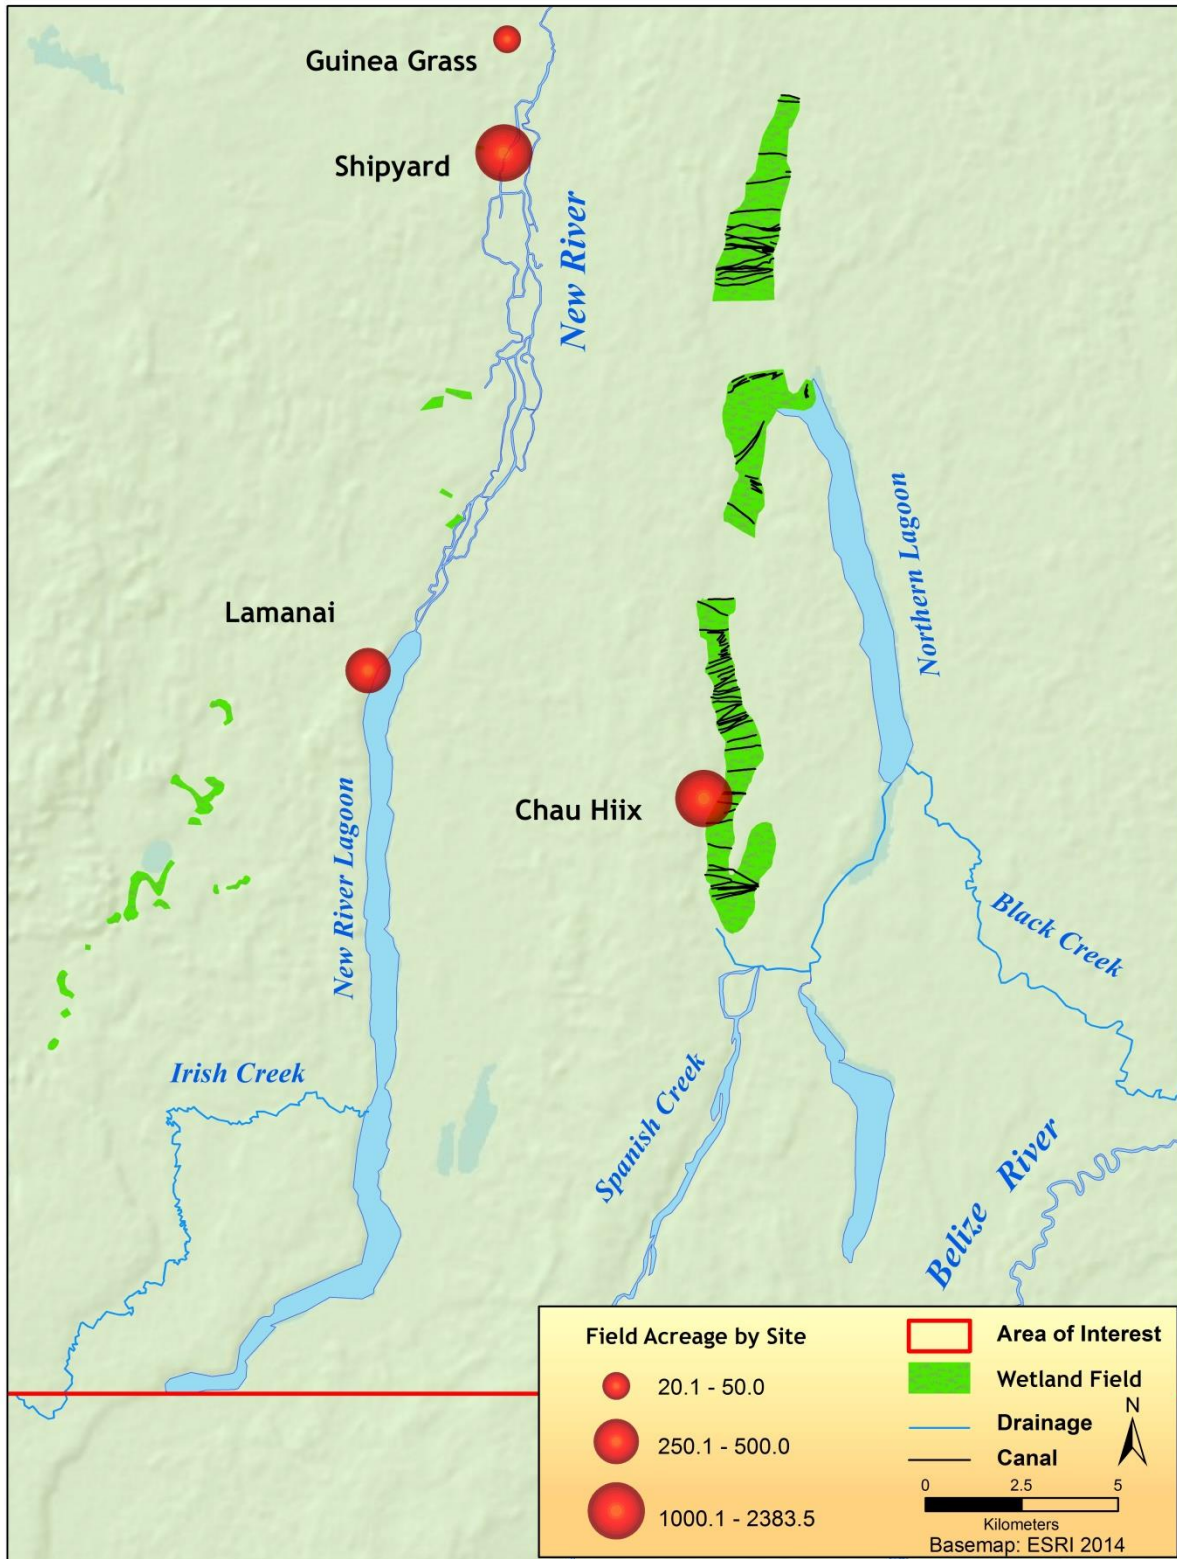 Guinea Grass
Shipyard
New River
Northern Lagoon
Lamanai
New River Lagoon
Chau Hiix
Black Creek
Irish Creek
Spanish Creek
Belize River
Field Acreage by Site
20.1 - 50.0
250.1 - 500.0
1000.1 - 2383.5
Area of Interest
Wetland Field
N
Drainage
Canal
0 2.5 5
Kilometers
Basemap: ESRI 2014